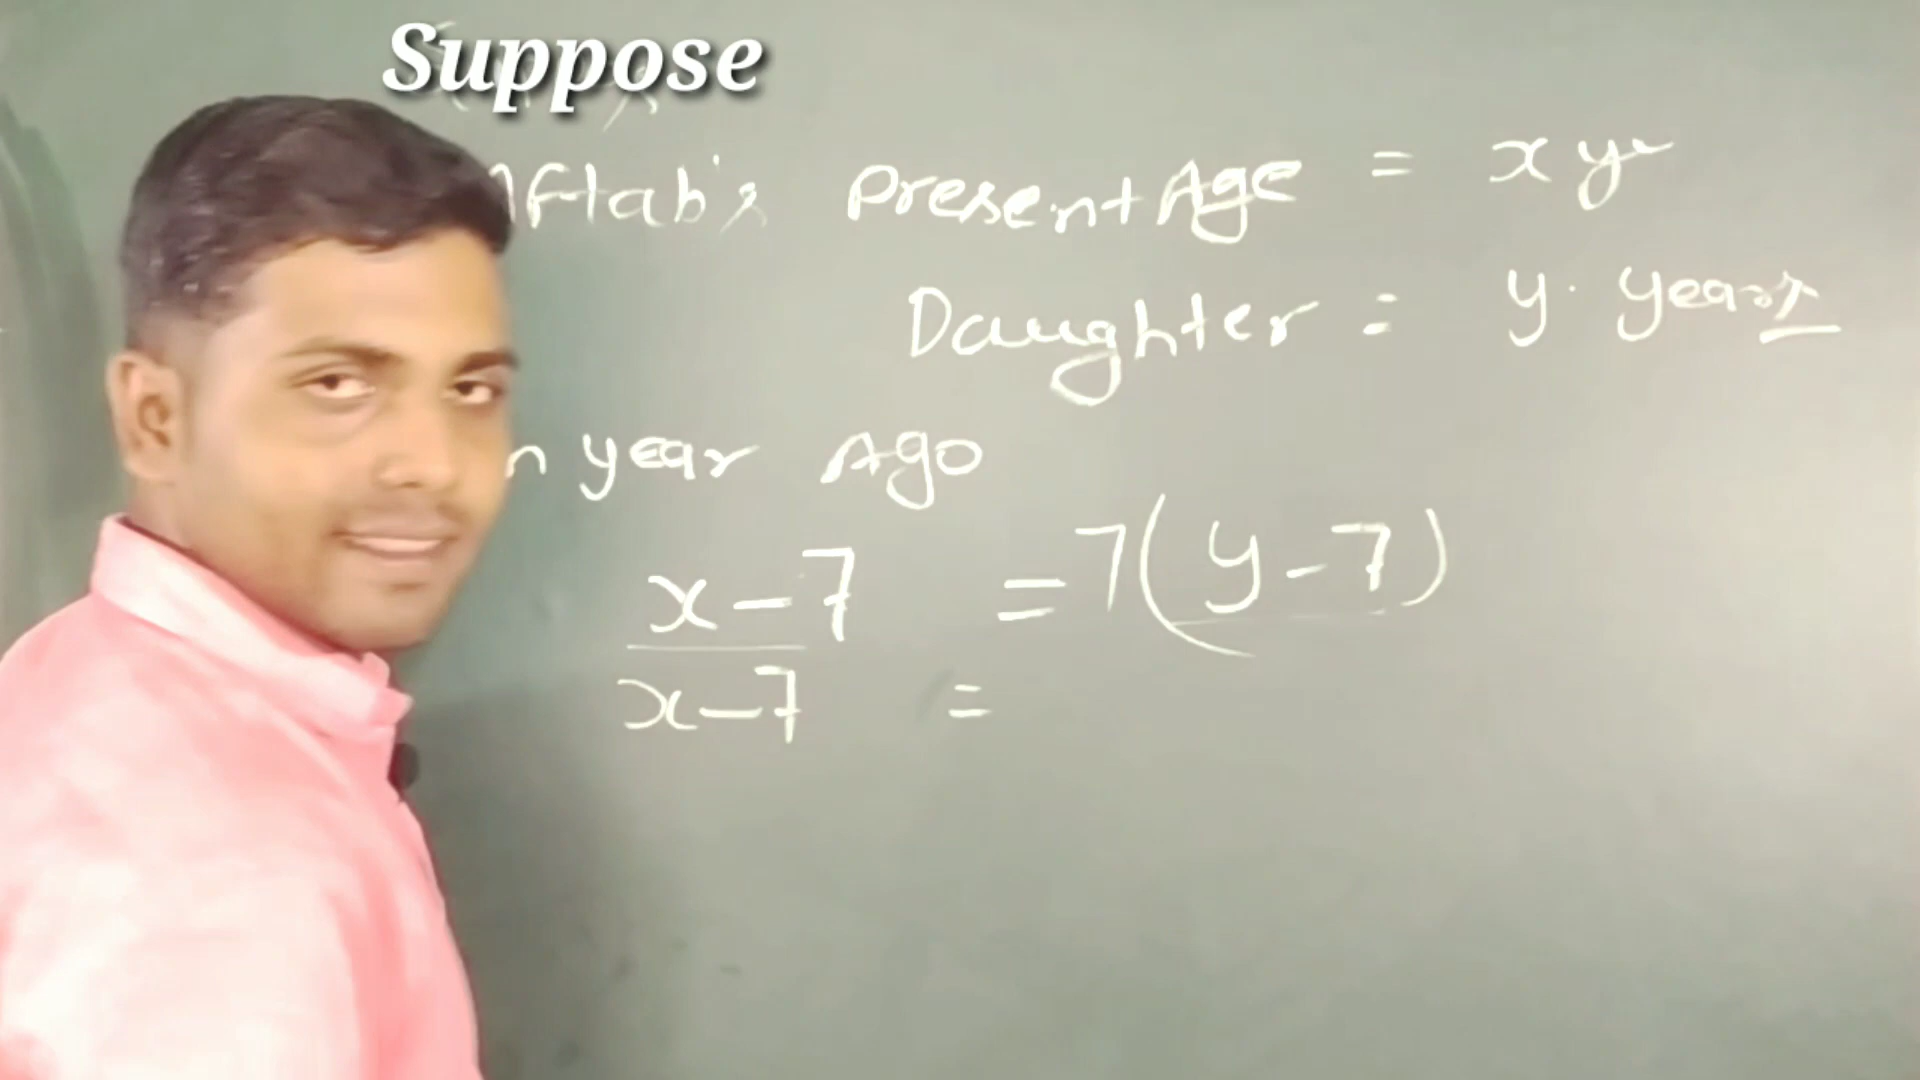 Suppose
Aftab's Present Age = x yr
Daughter = y. years
n year Ago
x - 7 = 7(y - 7)
x - 7 =